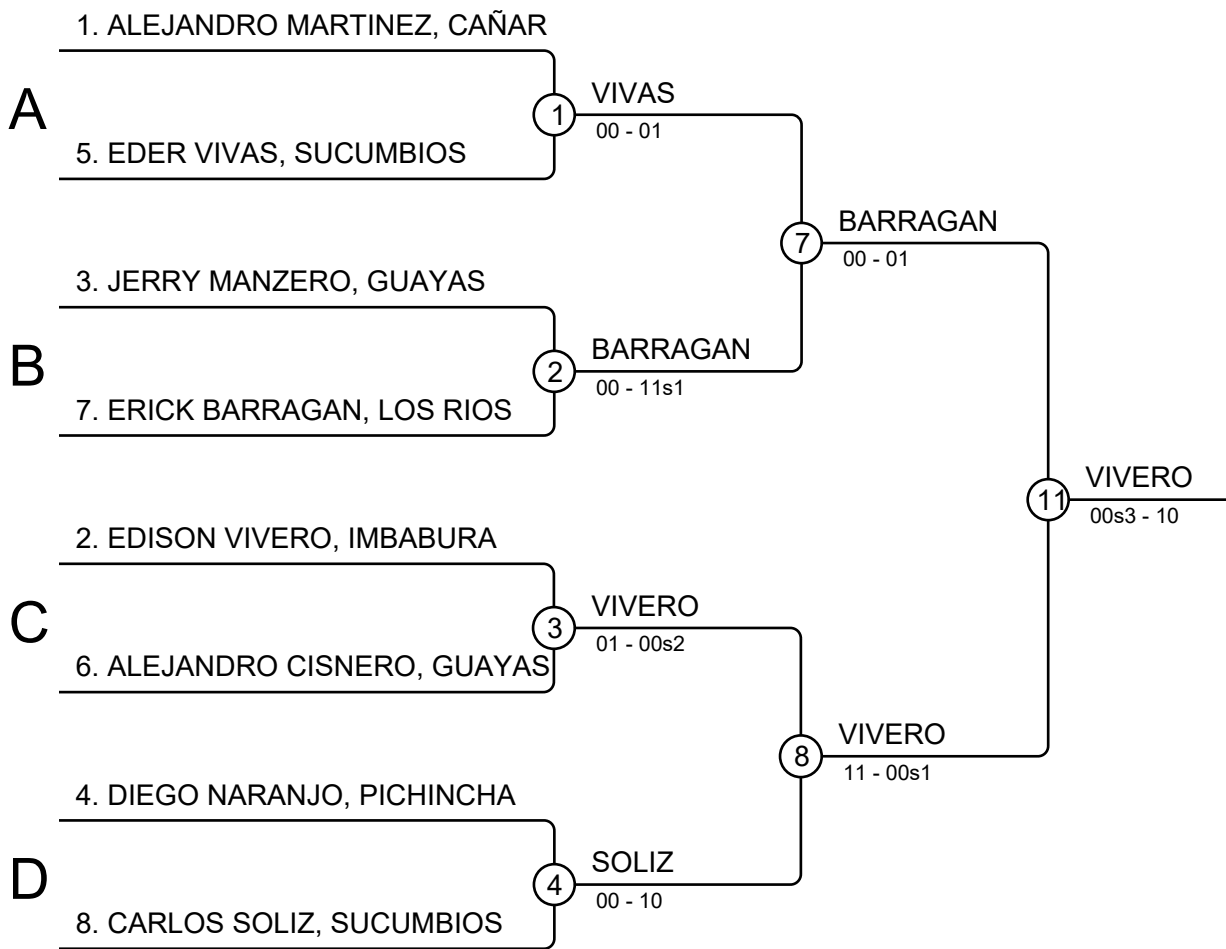 1. ALEJANDRO MARTINEZ, CAÑAR
A
1
VIVAS
00 - 01
5. EDER VIVAS, SUCUMBIOS
7
BARRAGAN
00 - 01
3. JERRY MANZERO, GUAYAS
B
2
BARRAGAN
00 - 11s1
7. ERICK BARRAGAN, LOS RIOS
11
VIVERO
00s3 - 10
2. EDISON VIVERO, IMBABURA
C
3
VIVERO
01 - 00s2
6. ALEJANDRO CISNERO, GUAYAS
8
VIVERO
11 - 00s1
4. DIEGO NARANJO, PICHINCHA
D
4
SOLIZ
00 - 10
8. CARLOS SOLIZ, SUCUMBIOS